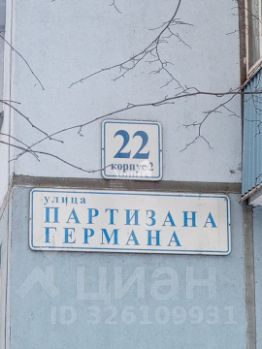 22
корпус 2
улица
ПАРТИЗАНА
ГЕРМАНА
циан
ID 326109931